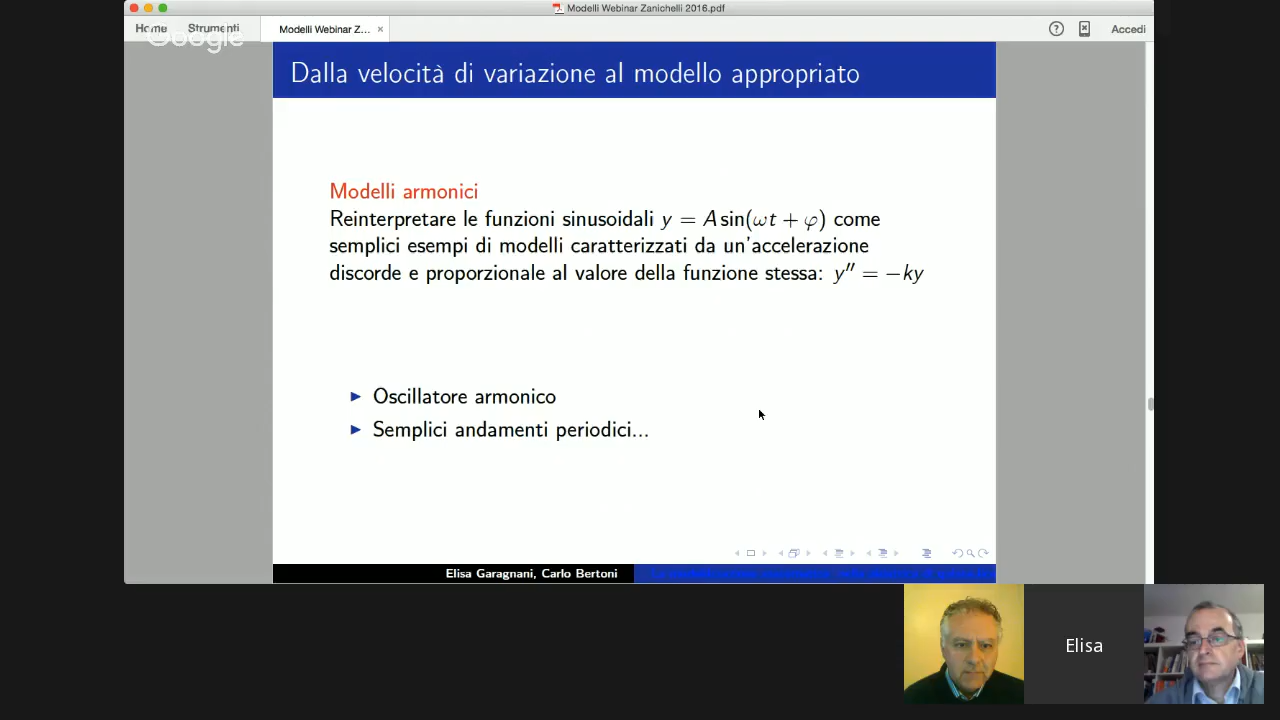 Modelli Webinar Zanichelli 2016.pdf
Home Strumenti Modelli Webinar Z... × Accedi
Google
Dalla velocità di variazione al modello appropriato
Modelli armonici
Reinterpretare le funzioni sinusoidali y = A sin(ωt + φ) come
semplici esempi di modelli caratterizzati da un'accelerazione
discorde e proporzionale al valore della funzione stessa: y″ = −ky
Oscillatore armonico
Semplici andamenti periodici...
Elisa Garagnani, Carlo Bertoni
Elisa